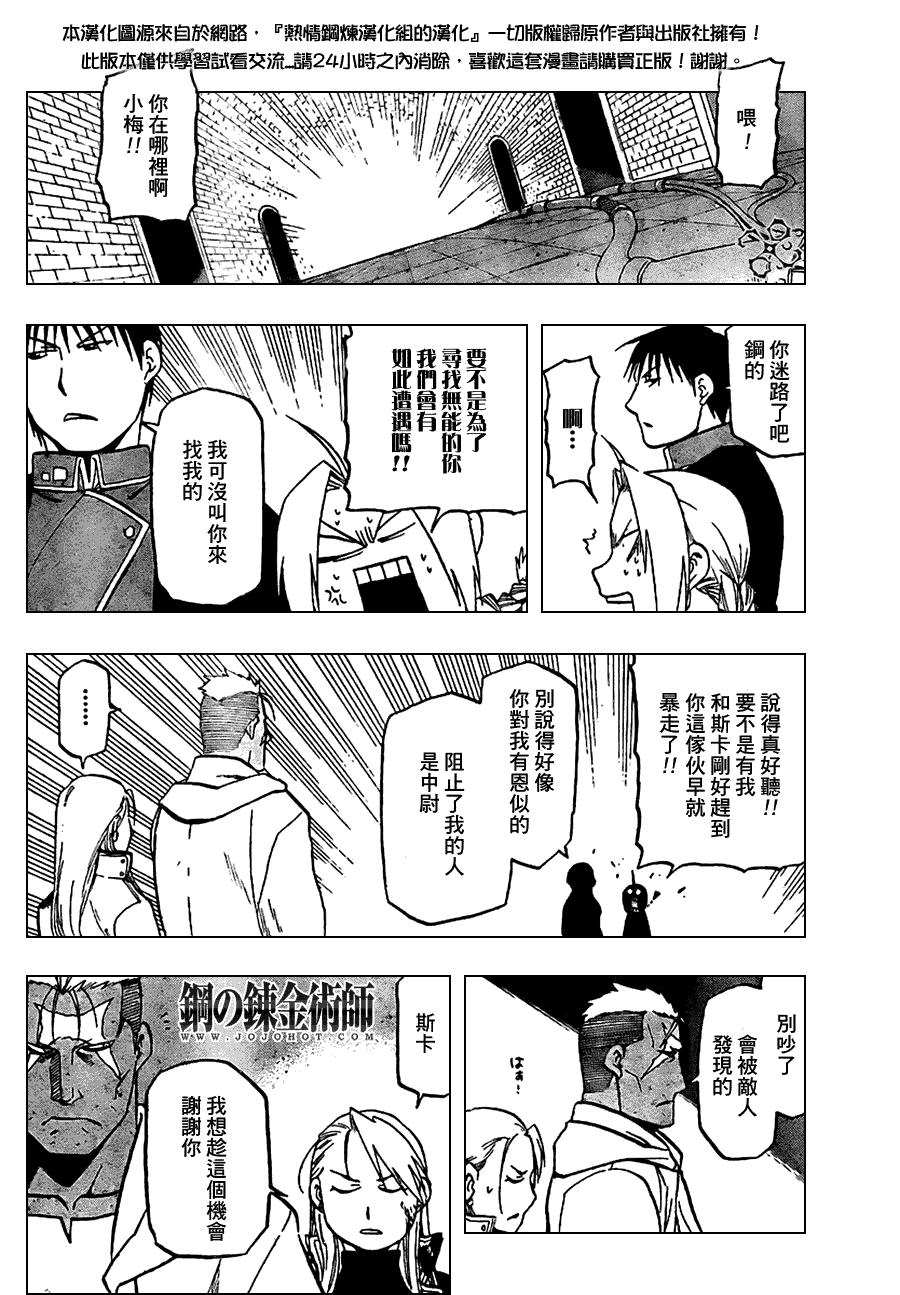 本漢化圖源來自於網路，『熱情鋼煉漢化組的漢化』一切版權歸原作者與出版社擁有！
此版本僅供學習試看交流...請24小時之內消除，喜歡這套漫畫請購買正版！謝謝。
喂！
你在哪裡啊
小梅!!
你迷路了吧
鋼的
啊…
要不是為了
尋找無能的你
我們會有
如此遭遇嗎!!
我可沒叫你來
找我的
說得真好聽!!
要不是有我
和斯卡剛好趕到
你這傢伙早就
暴走了!!
別說得好像
你對我有恩似的
阻止了我的人
是中尉
……
別吵了
會被敵人
發現的
はぁ…
斯卡
鋼の錬金術師
WWW.JOJOHOT.COM
我想趁這個機會
謝謝你